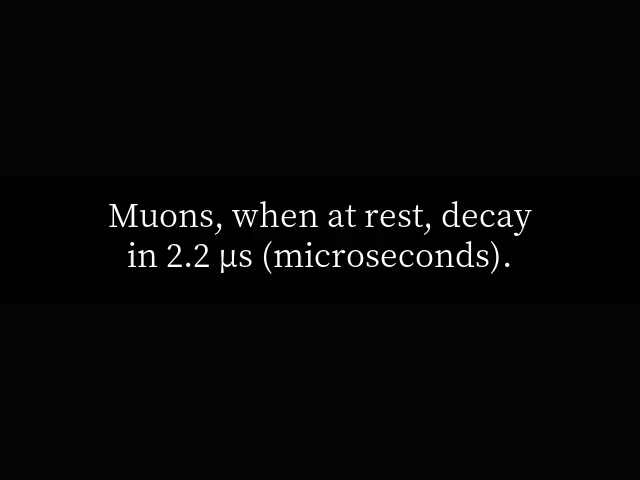 Muons, when at rest, decay
in 2.2 μs (microseconds).